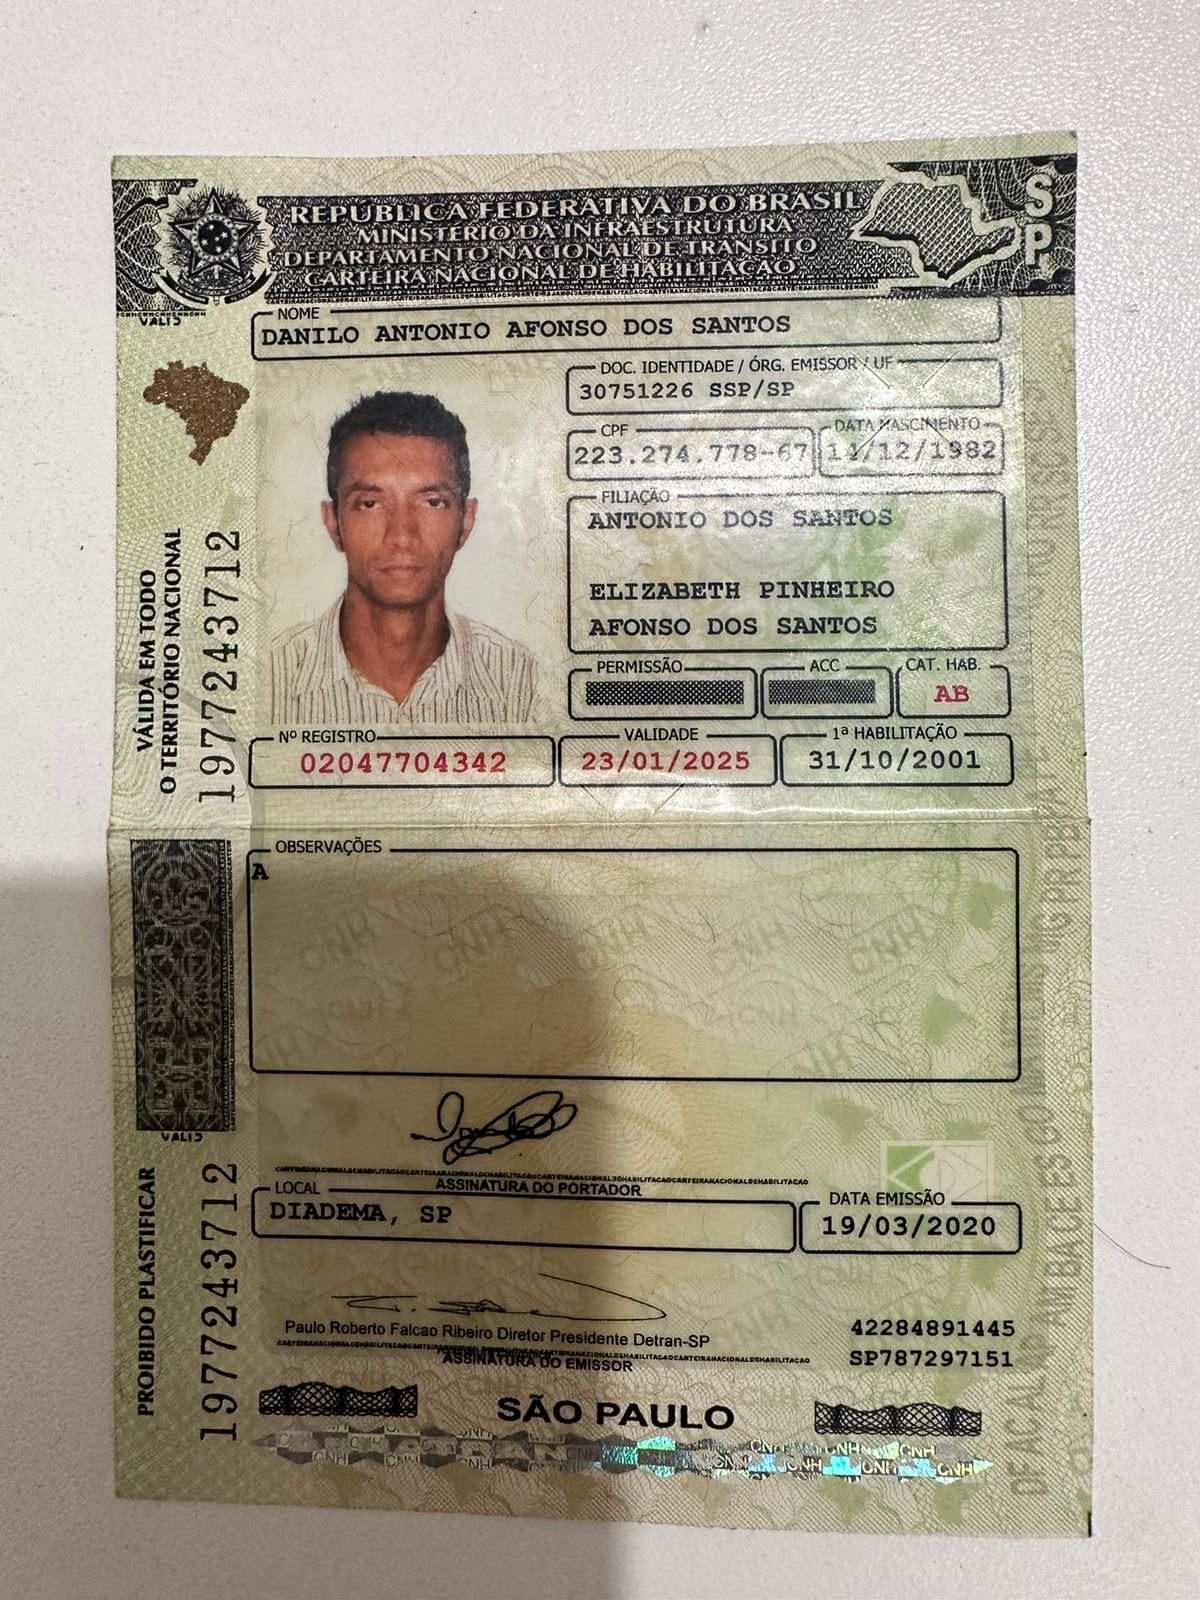 REPÚBLICA FEDERATIVA DO BRASIL
MINISTÉRIO DA INFRAESTRUTURA
DEPARTAMENTO NACIONAL DE TRÂNSITO
CARTEIRA NACIONAL DE HABILITAÇÃO
SP
NOME
DANILO ANTONIO AFONSO DOS SANTOS
DOC. IDENTIDADE / ÓRG. EMISSOR / UF
30751226 SSP/SP
CPF
223.274.778-67
DATA NASCIMENTO
14/12/1982
FILIAÇÃO
ANTONIO DOS SANTOS
ELIZABETH PINHEIRO
AFONSO DOS SANTOS
PERMISSÃO
ACC
CAT. HAB.
AB
Nº REGISTRO
02047704342
VALIDADE
23/01/2025
1ª HABILITAÇÃO
31/10/2001
VÁLIDA EM TODO
O TERRITÓRIO NACIONAL
1977243712
OBSERVAÇÕES
A
ASSINATURA DO PORTADOR
LOCAL
DIADEMA, SP
DATA EMISSÃO
19/03/2020
Paulo Roberto Falcao Ribeiro Diretor Presidente Detran-SP
ASSINATURA DO EMISSOR
42284891445
SP787297151
PROIBIDO PLASTIFICAR
1977243712
SÃO PAULO